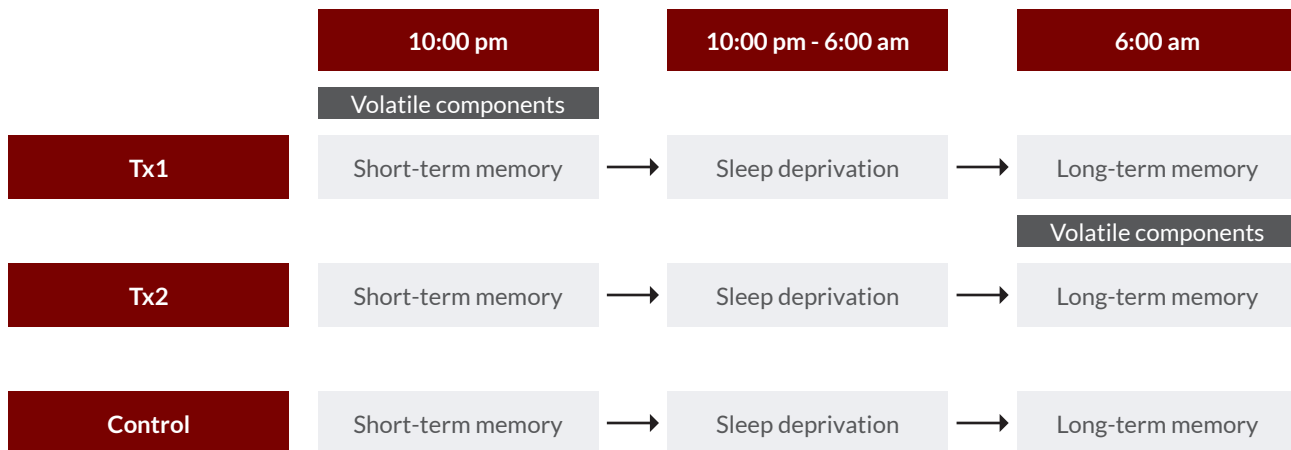 10:00 pm 10:00 pm - 6:00 am 6:00 am
Volatile components
Tx1 Short-term memory Sleep deprivation Long-term memory
Volatile components
Tx2 Short-term memory Sleep deprivation Long-term memory
Control Short-term memory Sleep deprivation Long-term memory